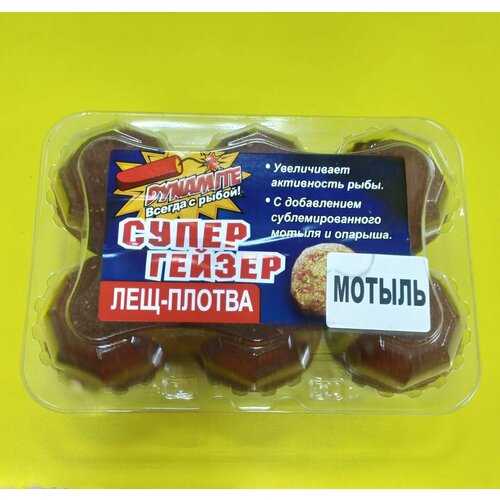 DYNAMITE
Всегда с рыбой!
СУПЕР
ГЕЙЗЕР
ЛЕЩ-ПЛОТВА
• Увеличивает
активность рыбы.
• С добавлением
сублемированного
мотыля и опарыша.
МОТЫЛЬ